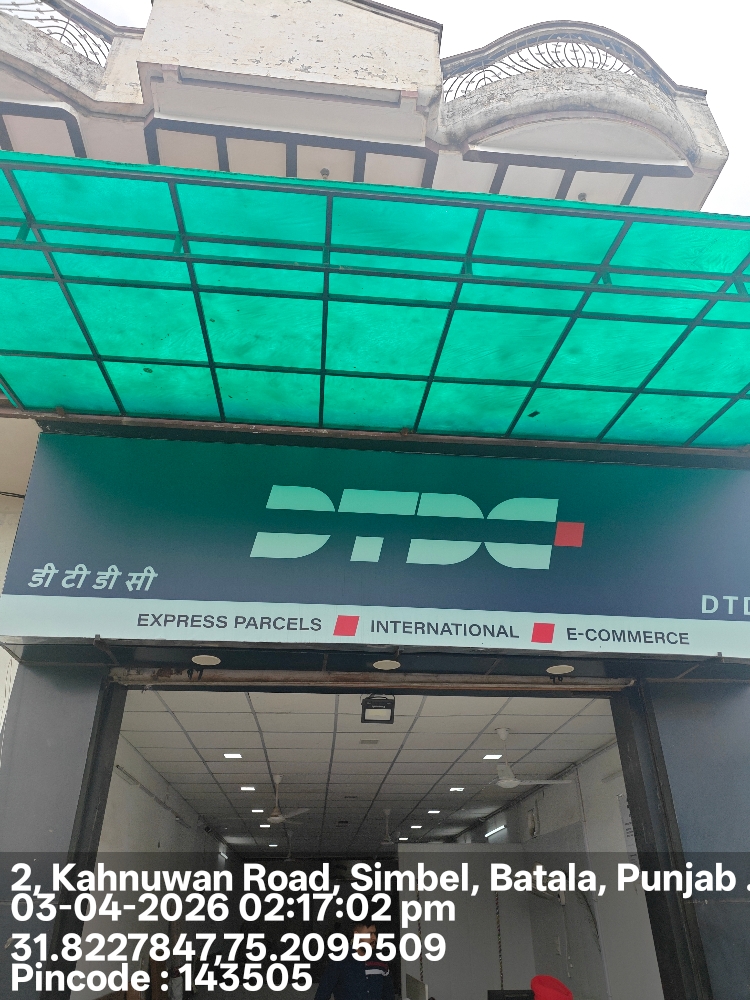 DTDC
डी टी डी सी
DTD
EXPRESS PARCELS INTERNATIONAL E-COMMERCE
2, Kahnuwan Road, Simbel, Batala, Punjab .
03-04-2026 02:17:02 pm
31.8227847,75.2095509
Pincode : 143505